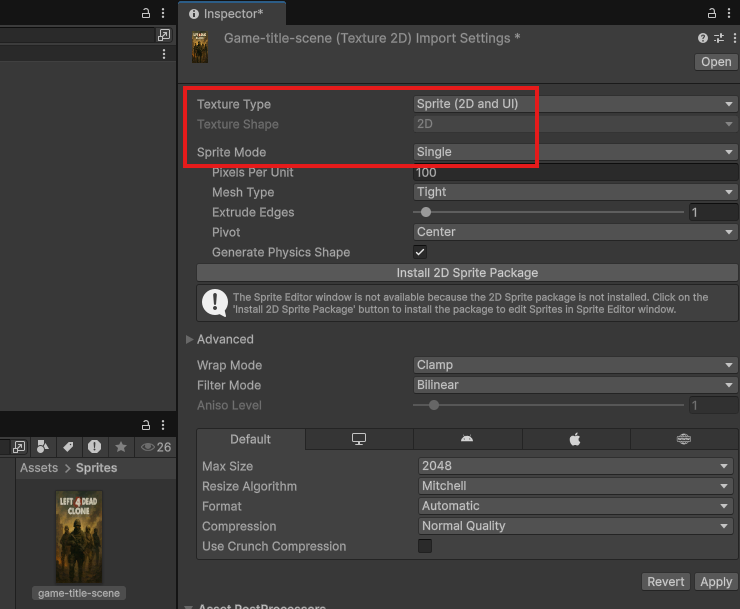 Inspector*
Game-title-scene (Texture 2D) Import Settings *
Open
Texture Type Sprite (2D and UI)
Texture Shape 2D
Sprite Mode Single
Pixels Per Unit 100
Mesh Type Tight
Extrude Edges 1
Pivot Center
Generate Physics Shape
Install 2D Sprite Package
The Sprite Editor window is not available because the 2D Sprite package is not installed. Click on the
'Install 2D Sprite Package' button to install the package to edit Sprites in Sprite Editor window.
Advanced
Wrap Mode Clamp
Filter Mode Bilinear
Aniso Level 1
Default
Max Size 2048
Resize Algorithm Mitchell
Format Automatic
Compression Normal Quality
Use Crunch Compression
Revert Apply
Asset PostProcessors
26
Assets > Sprites
LEFT 4 DEAD
CLONE
game-title-scene